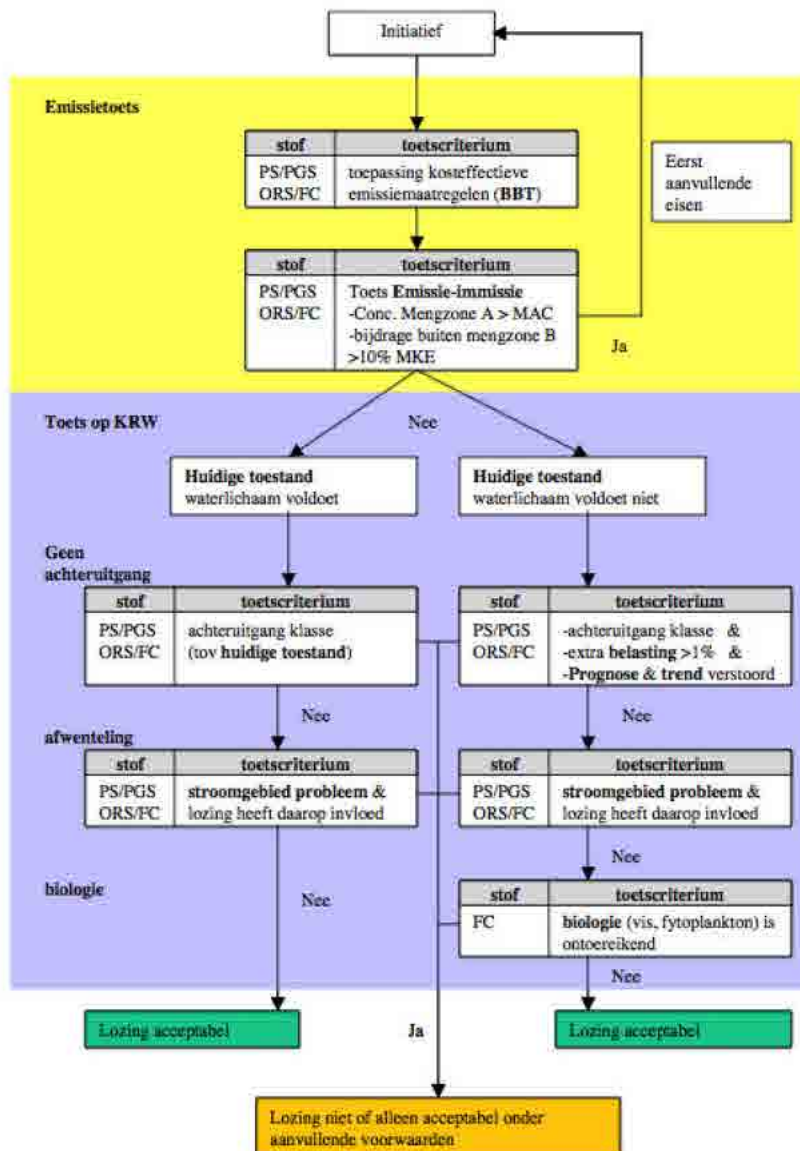 Initiatief
Emissietoets
stof toetscriterium
PS/PGS toepassing kosteffectieve
ORS/FC emissiemaatregelen (BBT)
Eerst
aanvullende
eisen
stof toetscriterium
PS/PGS Toets Emissie-immissie
ORS/FC -Conc. Mengzone A > MAC
-bijdrage buiten mengzone B
>10% MKE
Ja
Toets op KRW
Nee
Huidige toestand
waterlichaam voldoet
Huidige toestand
waterlichaam voldoet niet
Geen
achteruitgang
stof toetscriterium
PS/PGS achteruitgang klasse
ORS/FC (tov huidige toestand)
stof toetscriterium
PS/PGS -achteruitgang klasse &
ORS/FC -extra belasting >1% &
-Prognose & trend verstoord
Nee
Nee
afwenteling
stof toetscriterium
PS/PGS stroomgebied probleem &
ORS/FC lozing heeft daarop invloed
stof toetscriterium
PS/PGS stroomgebied probleem &
ORS/FC lozing heeft daarop invloed
Nee
biologie
Nee
stof toetscriterium
FC biologie (vis, fytoplankton) is
ontoereikend
Nee
Lozing acceptabel
Ja
Lozing acceptabel
Lozing niet of alleen acceptabel onder
aanvullende voorwaarden